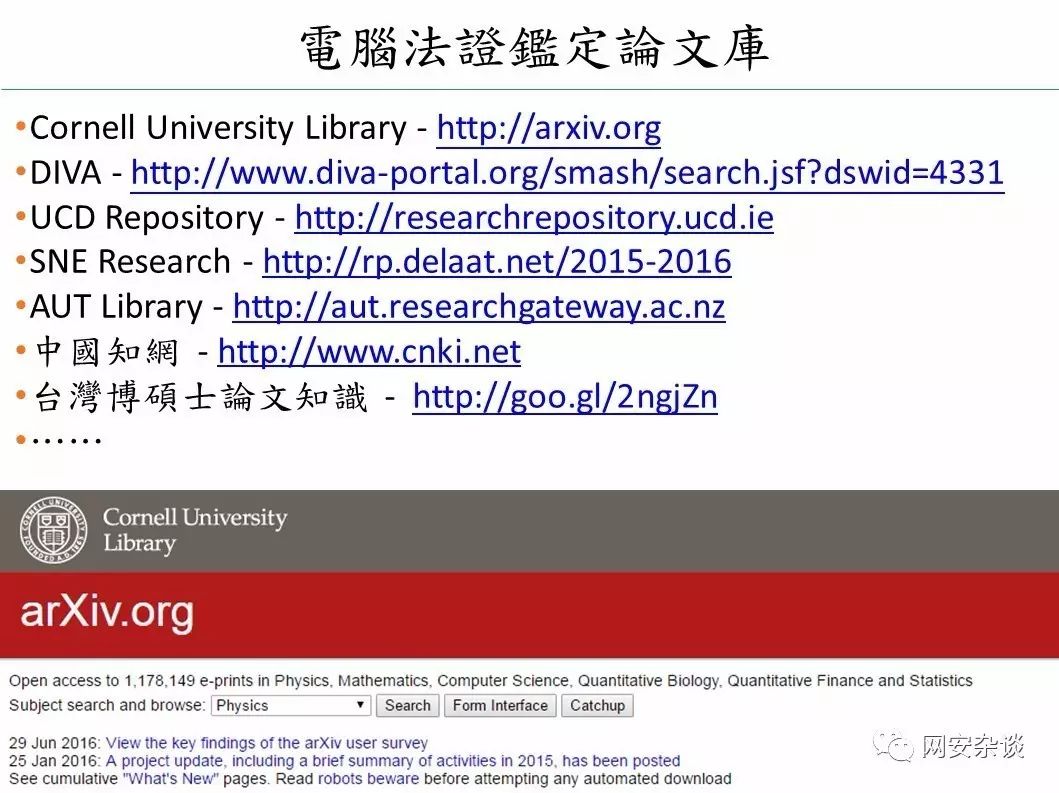 電腦法證鑑定論文庫
•Cornell University Library - http://arxiv.org
•DIVA - http://www.diva-portal.org/smash/search.jsf?dswid=4331
•UCD Repository - http://researchrepository.ucd.ie
•SNE Research - http://rp.delaat.net/2015-2016
•AUT Library - http://aut.researchgateway.ac.nz
•中國知網 - http://www.cnki.net
•台灣博碩士論文知識 - http://goo.gl/2ngjZn
•……
Cornell University
Library
arXiv.org
Open access to 1,178,149 e-prints in Physics, Mathematics, Computer Science, Quantitative Biology, Quantitative Finance and Statistics
Subject search and browse: Physics Search Form Interface Catchup
29 Jun 2016: View the key findings of the arXiv user survey
25 Jan 2016: A project update, including a brief summary of activities in 2015, has been posted
See cumulative "What's New" pages. Read robots beware before attempting any automated download
网安杂谈